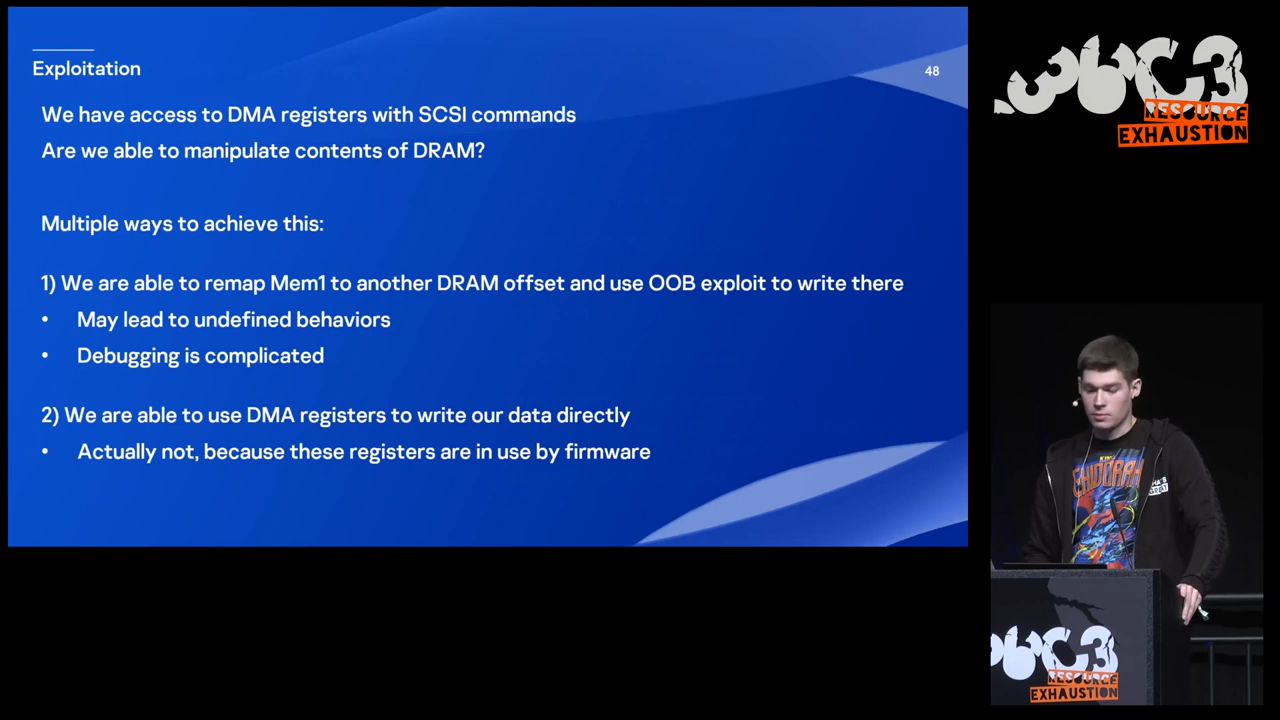 Exploitation
48
We have access to DMA registers with SCSI commands
Are we able to manipulate contents of DRAM?
Multiple ways to achieve this:
1) We are able to remap Mem1 to another DRAM offset and use OOB exploit to write there
• May lead to undefined behaviors
• Debugging is complicated
2) We are able to use DMA registers to write our data directly
• Actually not, because these registers are in use by firmware
38C3
RESOURCE
EXHAUSTION
GHIDORAH
38C3
RESOURCE
EXHAUSTION